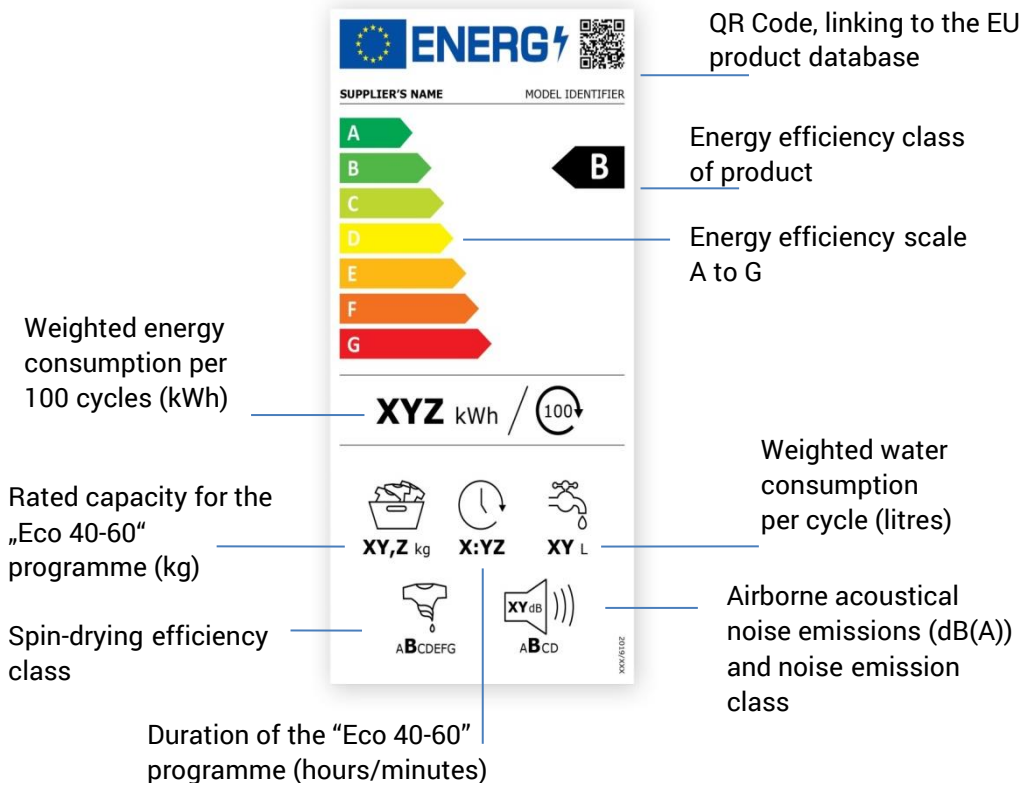 QR Code, linking to the EU
product database
ENERG
SUPPLIER'S NAME
MODEL IDENTIFIER
A
B
C
D
E
F
G
B
Energy efficiency class
of product
Energy efficiency scale
A to G
Weighted energy
consumption per
100 cycles (kWh)
XYZ kWh / 100
Rated capacity for the
„Eco 40-60“
programme (kg)
XY,Z kg
X:YZ
XY L
Weighted water
consumption
per cycle (litres)
Spin-drying efficiency
class
ABCDEFG
XY dB
ABCD
2019/XXX
Airborne acoustical
noise emissions (dB(A))
and noise emission
class
Duration of the “Eco 40-60”
programme (hours/minutes)